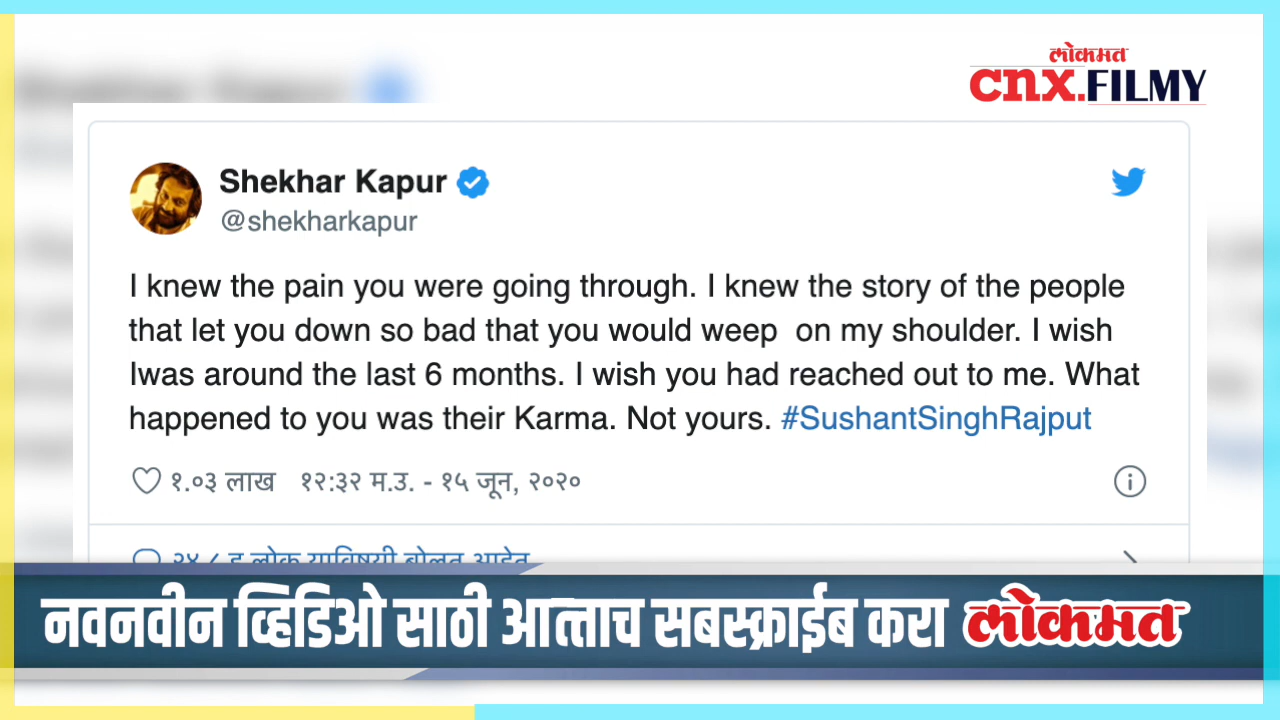 लोकमत
CNX.FILMY
Shekhar Kapur
@shekharkapur
I knew the pain you were going through. I knew the story of the people
that let you down so bad that you would weep  on my shoulder. I wish
Iwas around the last 6 months. I wish you had reached out to me. What
happened to you was their Karma. Not yours. #SushantSinghRajput
१.०३ लाख १२:३२ म.उ. - १५ जून, २०२०
लोक याविषयी बोलत आहेत
नवनवीन व्हिडिओ साठी आत्ताच सबस्क्राईब करा लोकमत